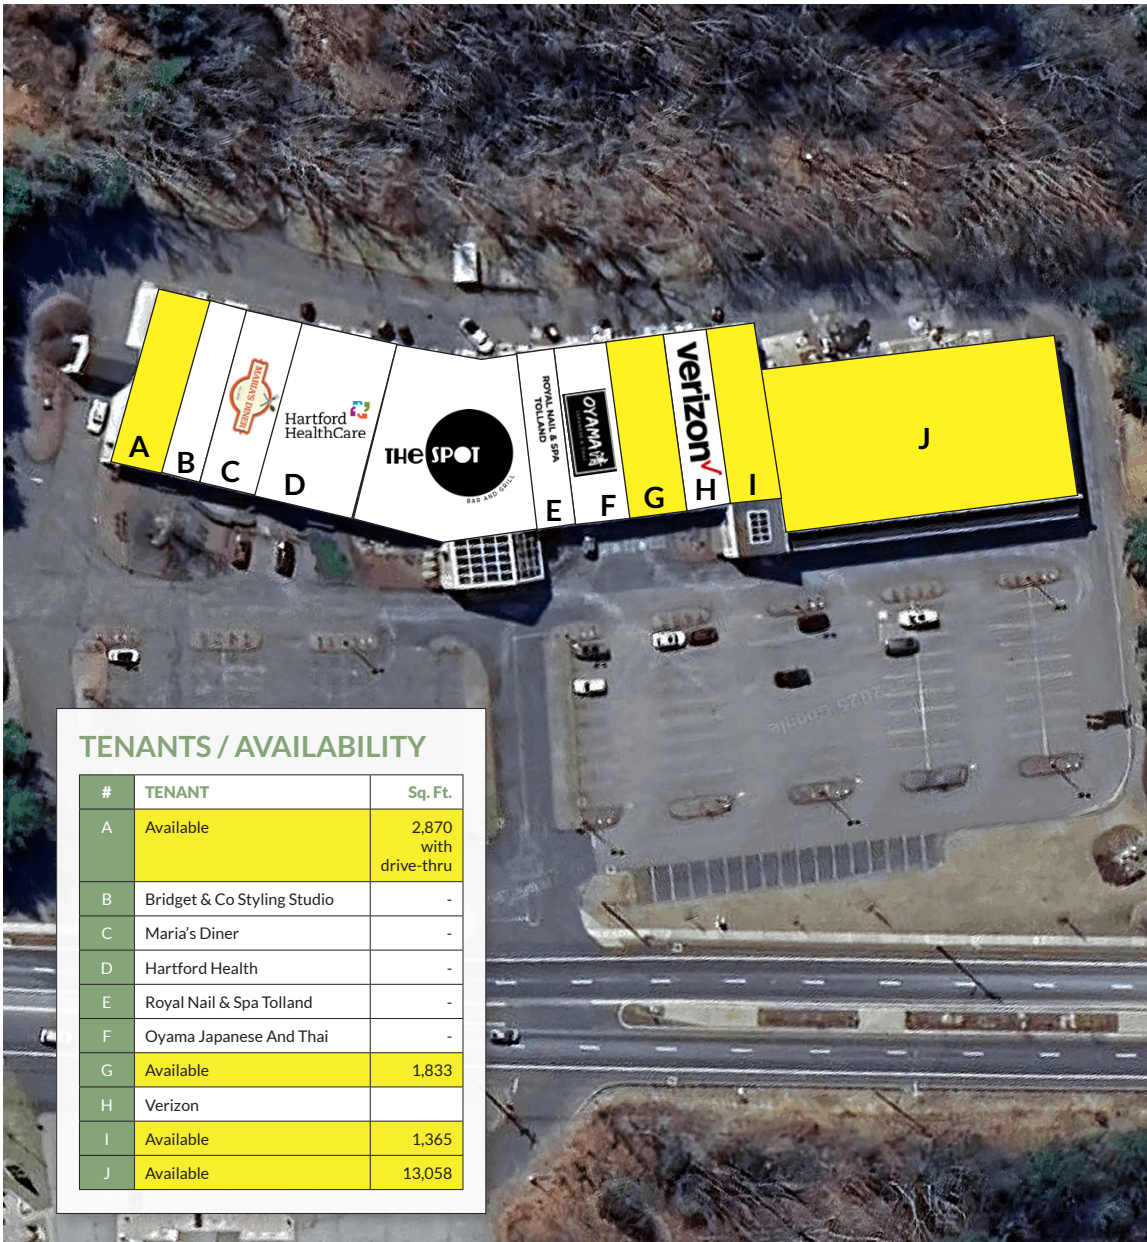 MARIA'S DINER
Hartford
HealthCare
THE SPOT
BAR AND GRILL
ROYAL NAIL & SPA
TOLLAND
OYAMA
verizon
A
B
C
D
E
F
G
H
I
J
TENANTS / AVAILABILITY
# TENANT Sq. Ft.
A Available 2,870
with
drive-thru
B Bridget & Co Styling Studio -
C Maria’s Diner -
D Hartford Health -
E Royal Nail & Spa Tolland -
F Oyama Japanese And Thai -
G Available 1,833
H Verizon
I Available 1,365
J Available 13,058